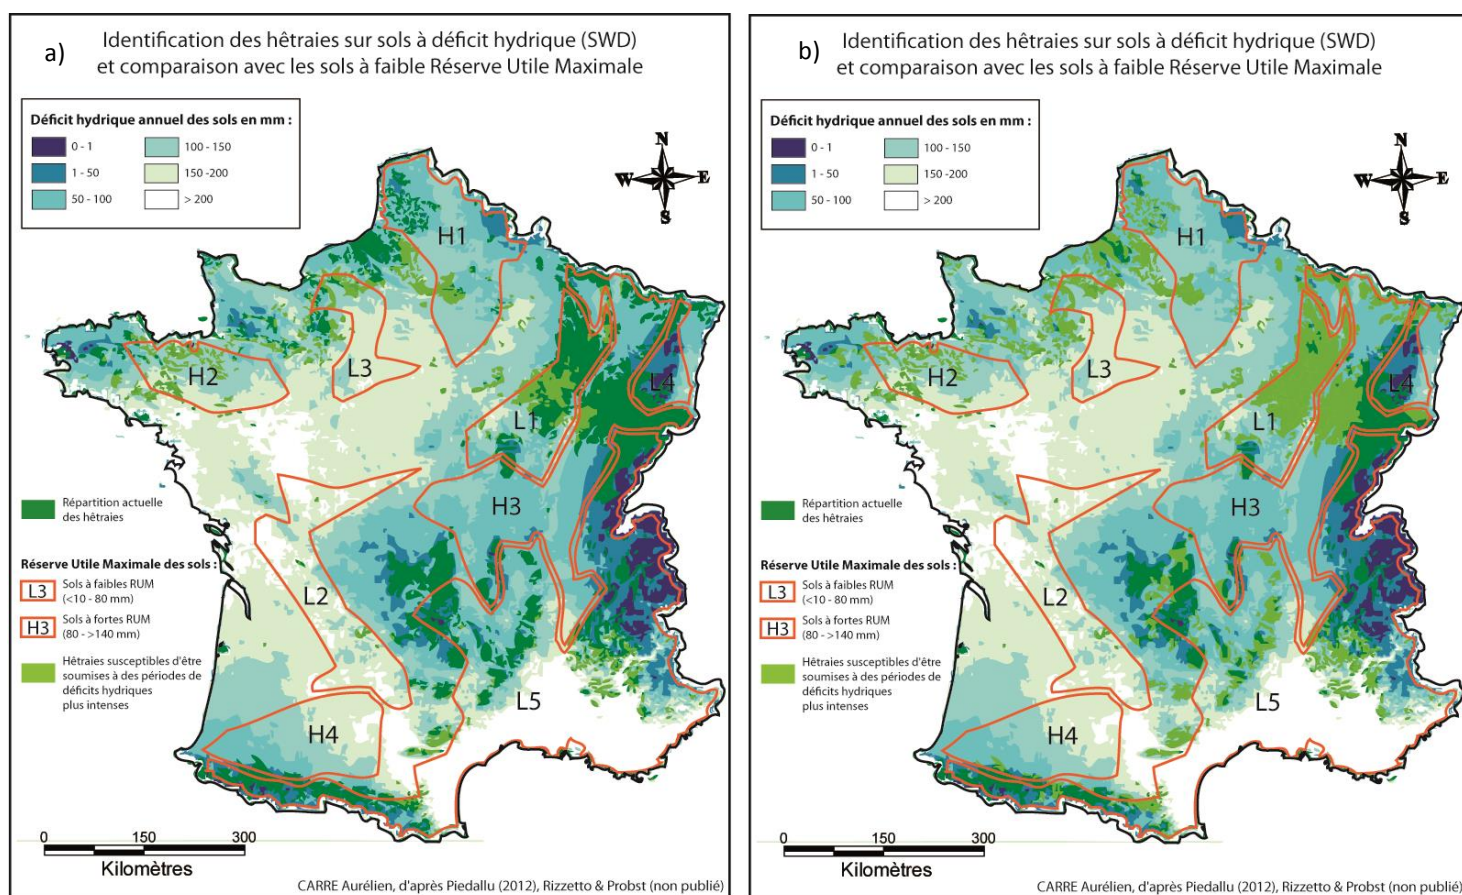 a)
Identification des hêtraies sur sols à déficit hydrique (SWD)
et comparaison avec les sols à faible Réserve Utile Maximale
Déficit hydrique annuel des sols en mm :
0 - 1
100 - 150
1 - 50
150 -200
50 - 100
> 200
N
W
E
S
H1
H2
L3
L4
L1
H3
L2
L5
H4
Répartition actuelle
des hêtraies
Réserve Utile Maximale des sols :
L3
Sols à faibles RUM
(<10 - 80 mm)
H3
Sols à fortes RUM
(80 - >140 mm)
Hêtraies susceptibles d'être
soumises à des périodes de
déficits hydriques
plus intenses
0
150
300
Kilomètres
CARRE Aurélien, d'après Piedallu (2012), Rizzetto & Probst (non publié)
b)
Identification des hêtraies sur sols à déficit hydrique (SWD)
et comparaison avec les sols à faible Réserve Utile Maximale
Déficit hydrique annuel des sols en mm :
0 - 1
100 - 150
1 - 50
150 -200
50 - 100
> 200
N
W
E
S
H1
H2
L3
L4
L1
H3
L2
L5
H4
Répartition actuelle
des hêtraies
Réserve Utile Maximale des sols :
L3
Sols à faibles RUM
(<10 - 80 mm)
H3
Sols à fortes RUM
(80 - >140 mm)
Hêtraies susceptibles d'être
soumises à des périodes de
déficits hydriques
plus intenses
0
150
300
Kilomètres
CARRE Aurélien, d'après Piedallu (2012), Rizzetto & Probst (non publié)